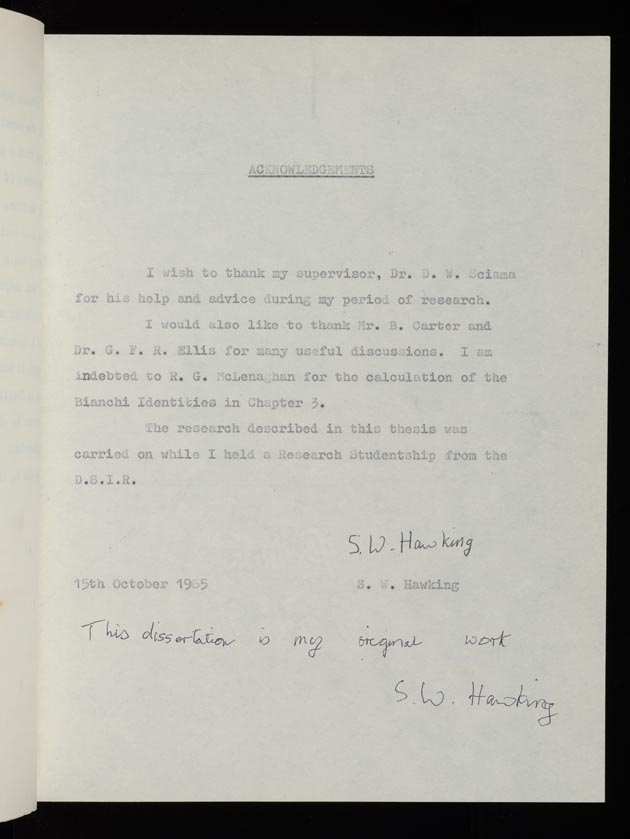 ACKNOWLEDGEMENTS
I wish to thank my supervisor, Dr. D. W. Sciama
for his help and advice during my period of research.
I would also like to thank Mr. B. Carter and
Dr. G. F. R. Ellis for many useful discussions. I am
indebted to R. G. McLenaghan for the calculation of the
Bianchi Identities in Chapter 3.
The research described in this thesis was
carried on while I held a Research Studentship from the
D.S.I.R.
S. W. Hawking
15th October 1965 S. W. Hawking
This dissertation is my original work
S. W. Hawking